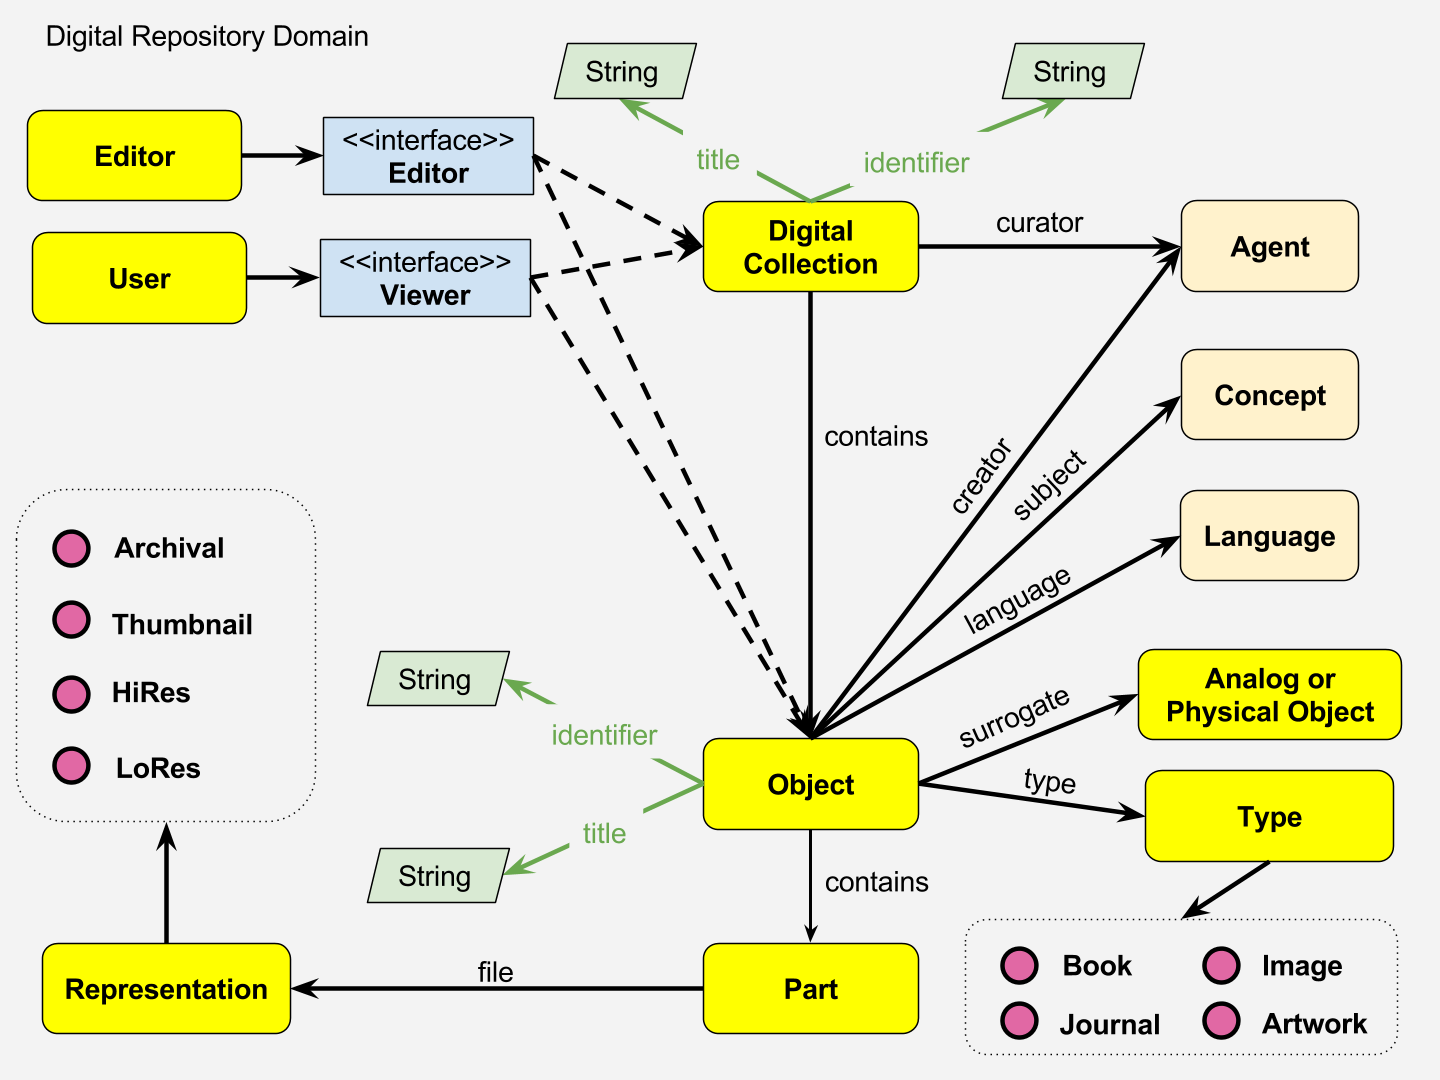 Digital Repository Domain
String
String
Editor
<<interface>>
Editor
title
identifier
User
<<interface>>
Viewer
Digital
Collection
curator
Agent
Concept
contains
creator
subject
Language
language
Archival
Thumbnail
HiRes
LoRes
String
identifier
title
String
Object
surrogate
Analog or
Physical Object
type
Type
contains
Representation
file
Part
Book
Image
Journal
Artwork